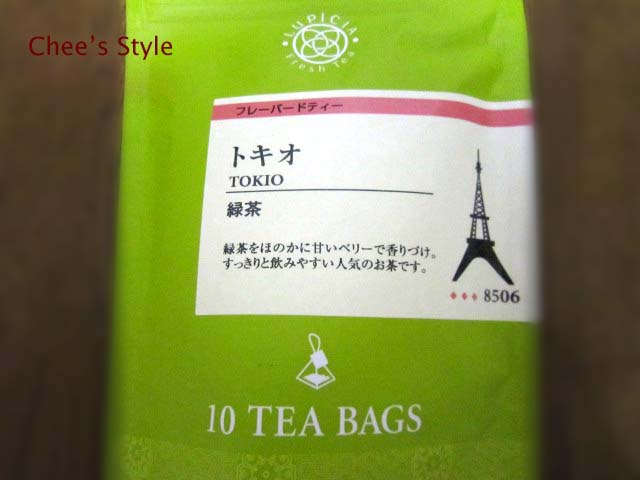 Chee's Style
LUPICIA
Fresh Tea
フレーバードティー
トキオ
TOKIO
緑茶
緑茶をほのかに甘いベリーで香りづけ。
すっきりと飲みやすい人気のお茶です。
♦♦♦ 8506
10 TEA BAGS